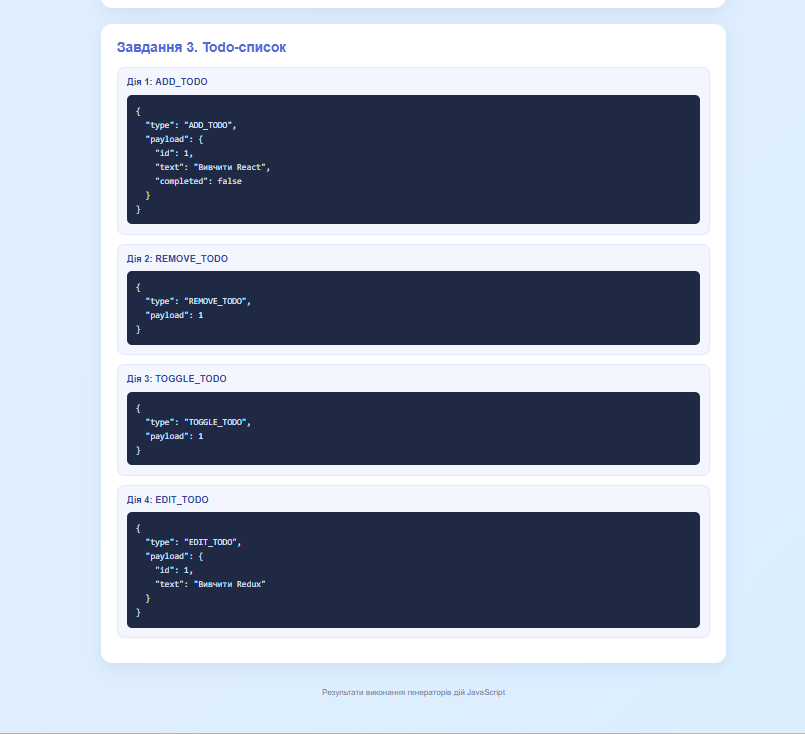 Завдання 3. Todo-список
Дія 1: ADD_TODO
{
  "type": "ADD_TODO",
  "payload": {
    "id": 1,
    "text": "Вивчити React",
    "completed": false
  }
}
Дія 2: REMOVE_TODO
{
  "type": "REMOVE_TODO",
  "payload": 1
}
Дія 3: TOGGLE_TODO
{
  "type": "TOGGLE_TODO",
  "payload": 1
}
Дія 4: EDIT_TODO
{
  "type": "EDIT_TODO",
  "payload": {
    "id": 1,
    "text": "Вивчити Redux"
  }
}
Результати виконання генераторів дій JavaScript